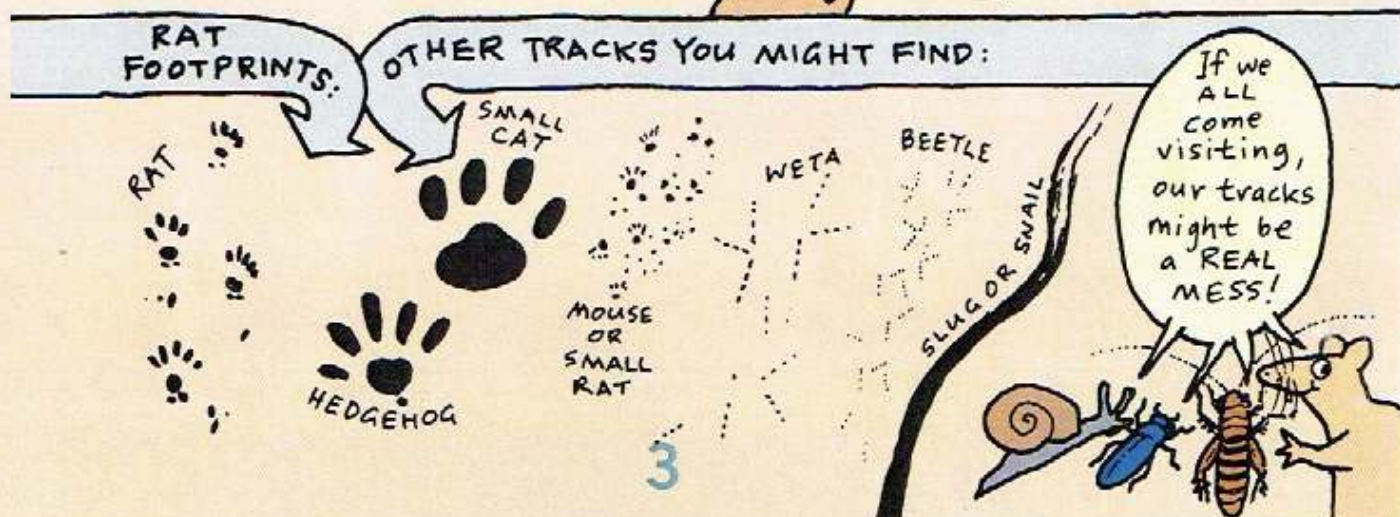 RAT
FOOTPRINTS:
OTHER TRACKS YOU MIGHT FIND:
RAT
SMALL
CAT
HEDGEHOG
MOUSE
OR
SMALL
RAT
WETA
BEETLE
SLUG OR SNAIL
If we
ALL
come
visiting,
our tracks
might be
a REAL
MESS!
3